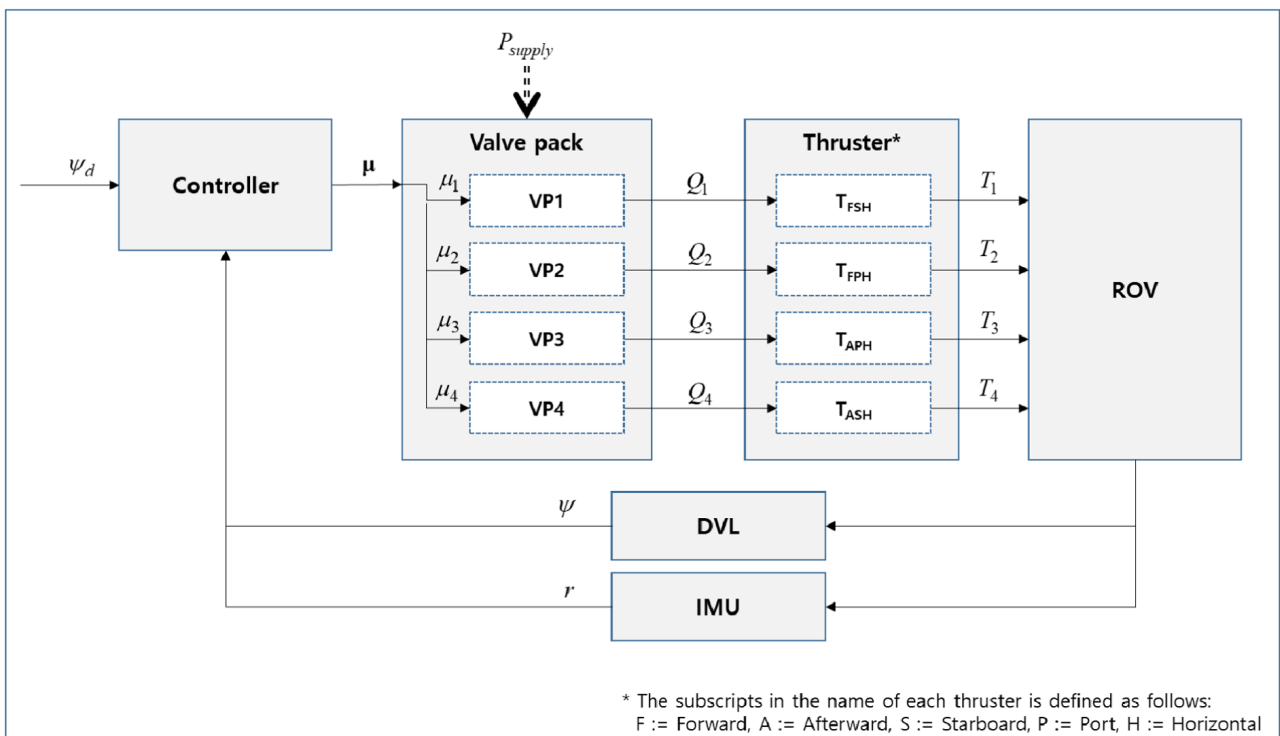 P_supply
Valve pack
Thruster*
ψ_d
Controller
μ
μ_1
VP1
Q_1
T_FSH
T_1
μ_2
VP2
Q_2
T_FPH
T_2
ROV
μ_3
VP3
Q_3
T_APH
T_3
μ_4
VP4
Q_4
T_ASH
T_4
ψ
DVL
r
IMU
* The subscripts in the name of each thruster is defined as follows:
F := Forward, A := Afterward, S := Starboard, P := Port, H := Horizontal